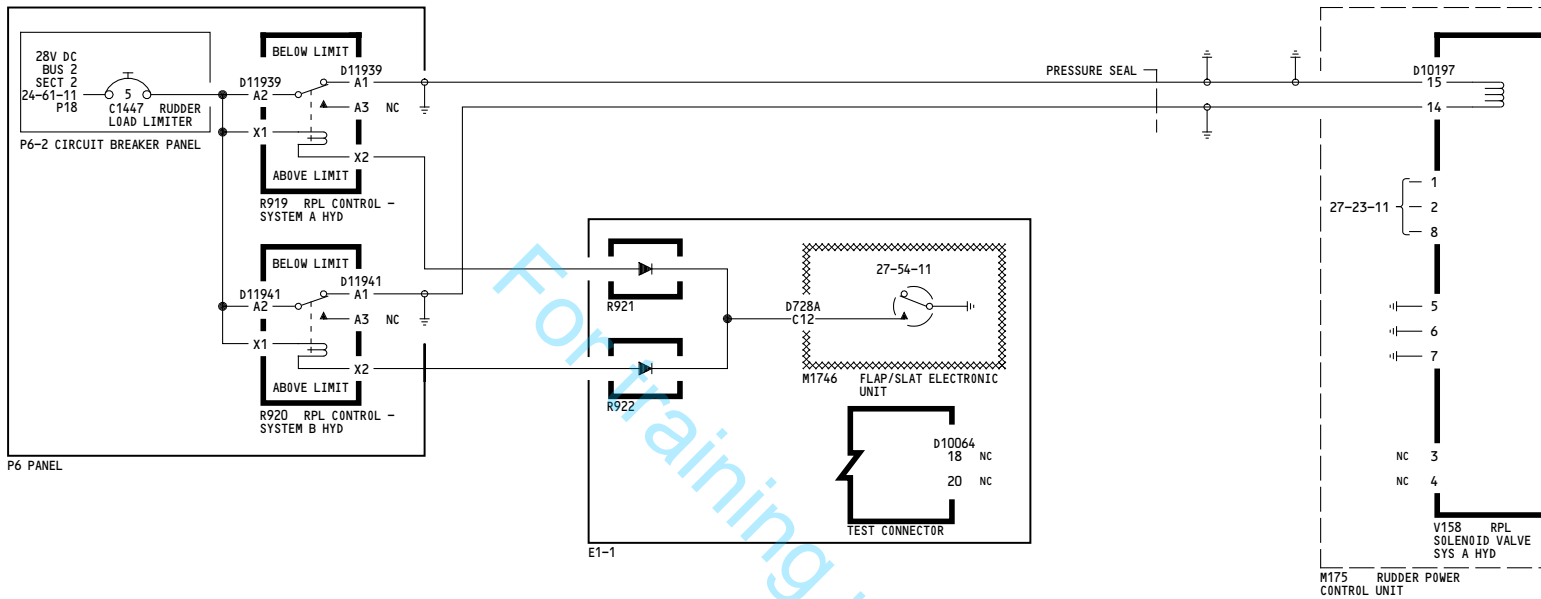 28V DC
BUS 2
SECT 2
24-61-11
P18
5
C1447 RUDDER
LOAD LIMITER
P6-2 CIRCUIT BREAKER PANEL
BELOW LIMIT
D11939
A2
D11939
A1
A3 NC
X1
X2
ABOVE LIMIT
R919 RPL CONTROL -
SYSTEM A HYD
BELOW LIMIT
D11941
A2
D11941
A1
A3 NC
X1
X2
ABOVE LIMIT
R920 RPL CONTROL -
SYSTEM B HYD
P6 PANEL
R921
R922
27-54-11
D728A
C12
M1746 FLAP/SLAT ELECTRONIC
UNIT
D10064
18 NC
20 NC
TEST CONNECTOR
E1-1
PRESSURE SEAL
D10197
15
14
27-23-11
1
2
8
5
6
7
NC 3
NC 4
V158 RPL
SOLENOID VALVE
SYS A HYD
M175 RUDDER POWER
CONTROL UNIT
For training